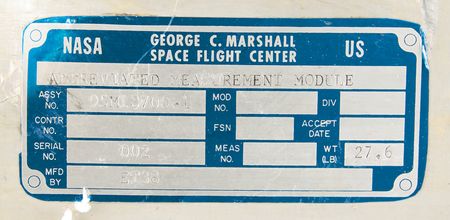 NASA GEORGE C. MARSHALL US
SPACE FLIGHT CENTER
ABBREVIATED MEASUREMENT MODULE
ASSY NO. MOD NO. DIV
CONTR NO. FSN ACCEPT DATE
SERIAL NO. 002 MEAS NO. WT (LB) 27.6
MFD BY